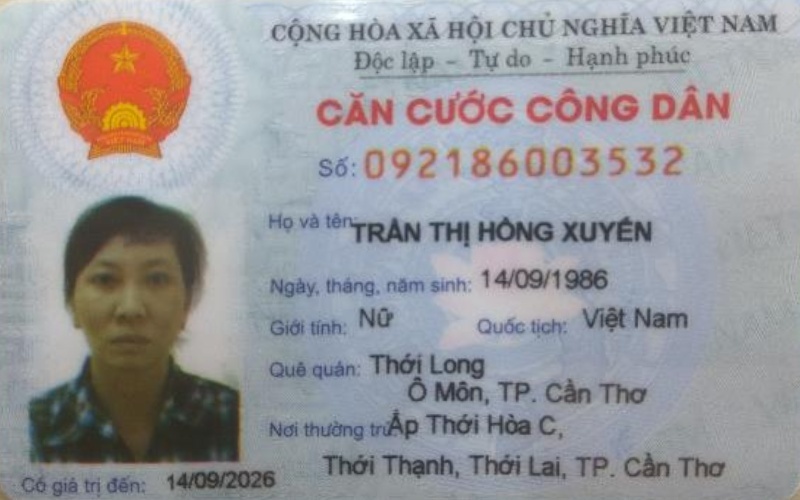 CỘNG HÒA XÃ HỘI CHỦ NGHĨA VIỆT NAM
Độc lập - Tự do - Hạnh phúc
CĂN CƯỚC CÔNG DÂN
Số: 092186003532
Họ và tên: TRẦN THỊ HỒNG XUYẾN
Ngày, tháng, năm sinh: 14/09/1986
Giới tính: Nữ Quốc tịch: Việt Nam
Quê quán: Thới Long
Ô Môn, TP. Cần Thơ
Nơi thường trú: Ấp Thới Hòa C,
Thới Thạnh, Thới Lai, TP. Cần Thơ
Có giá trị đến: 14/09/2026